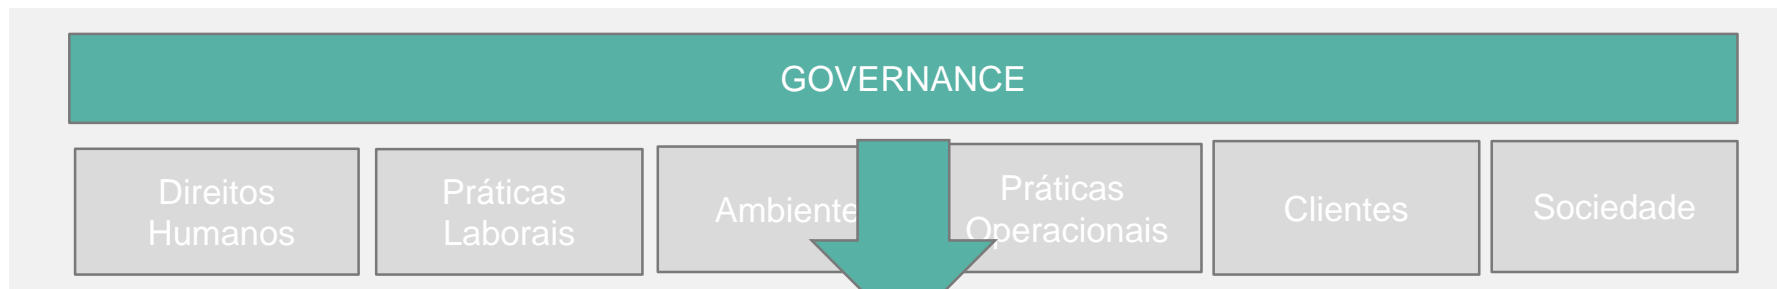 GOVERNANCE
Direitos
Humanos
Práticas
Laborais
Ambiente
Práticas
Operacionais
Clientes
Sociedade